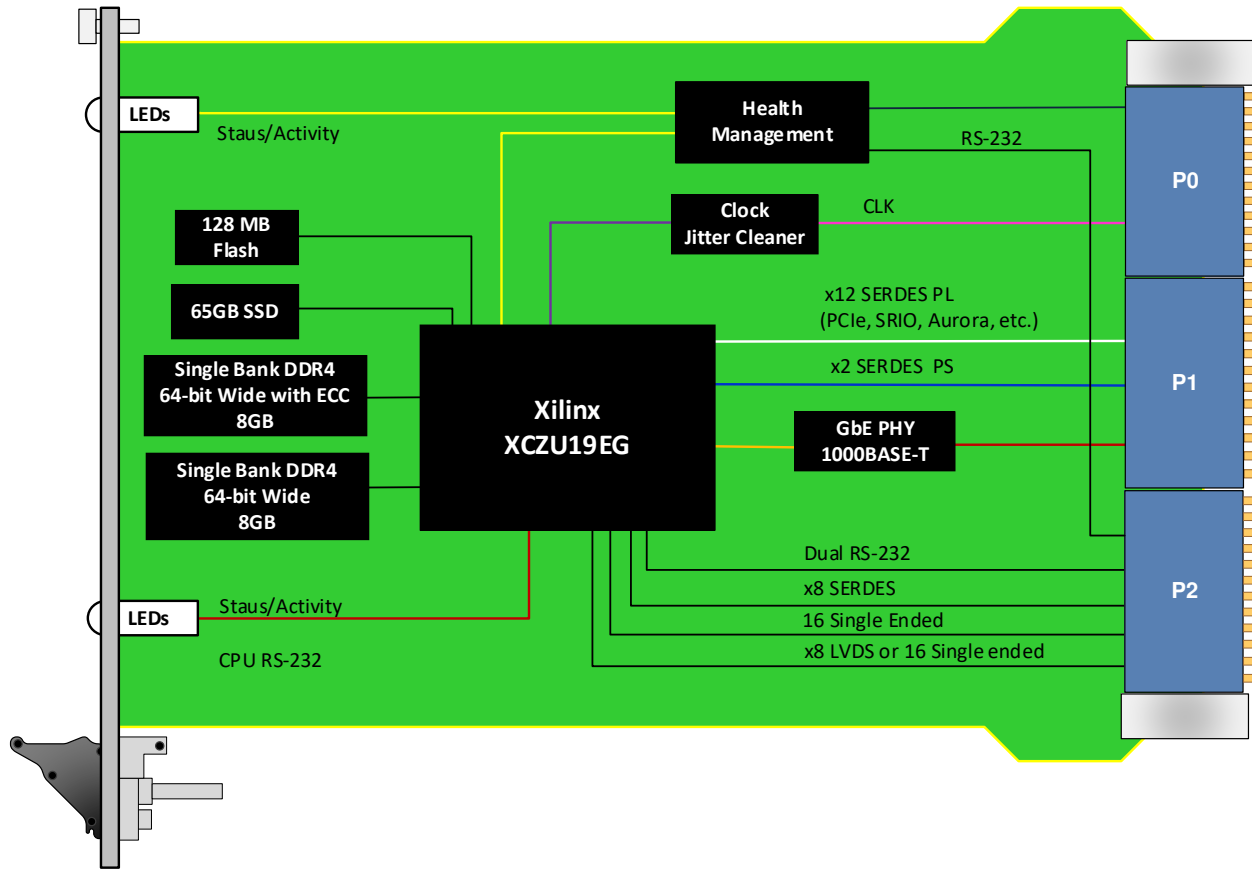 LEDs
Staus/Activity
Health
Management
RS-232
P0
128 MB
Flash
Clock
Jitter Cleaner
CLK
65GB SSD
x12 SERDES PL
(PCIe, SRIO, Aurora, etc.)
Single Bank DDR4
64-bit Wide with ECC
8GB
x2 SERDES PS
P1
Xilinx
XCZU19EG
GbE PHY
1000BASE-T
Single Bank DDR4
64-bit Wide
8GB
Dual RS-232
x8 SERDES
P2
16 Single Ended
x8 LVDS or 16 Single ended
LEDs
Staus/Activity
CPU RS-232